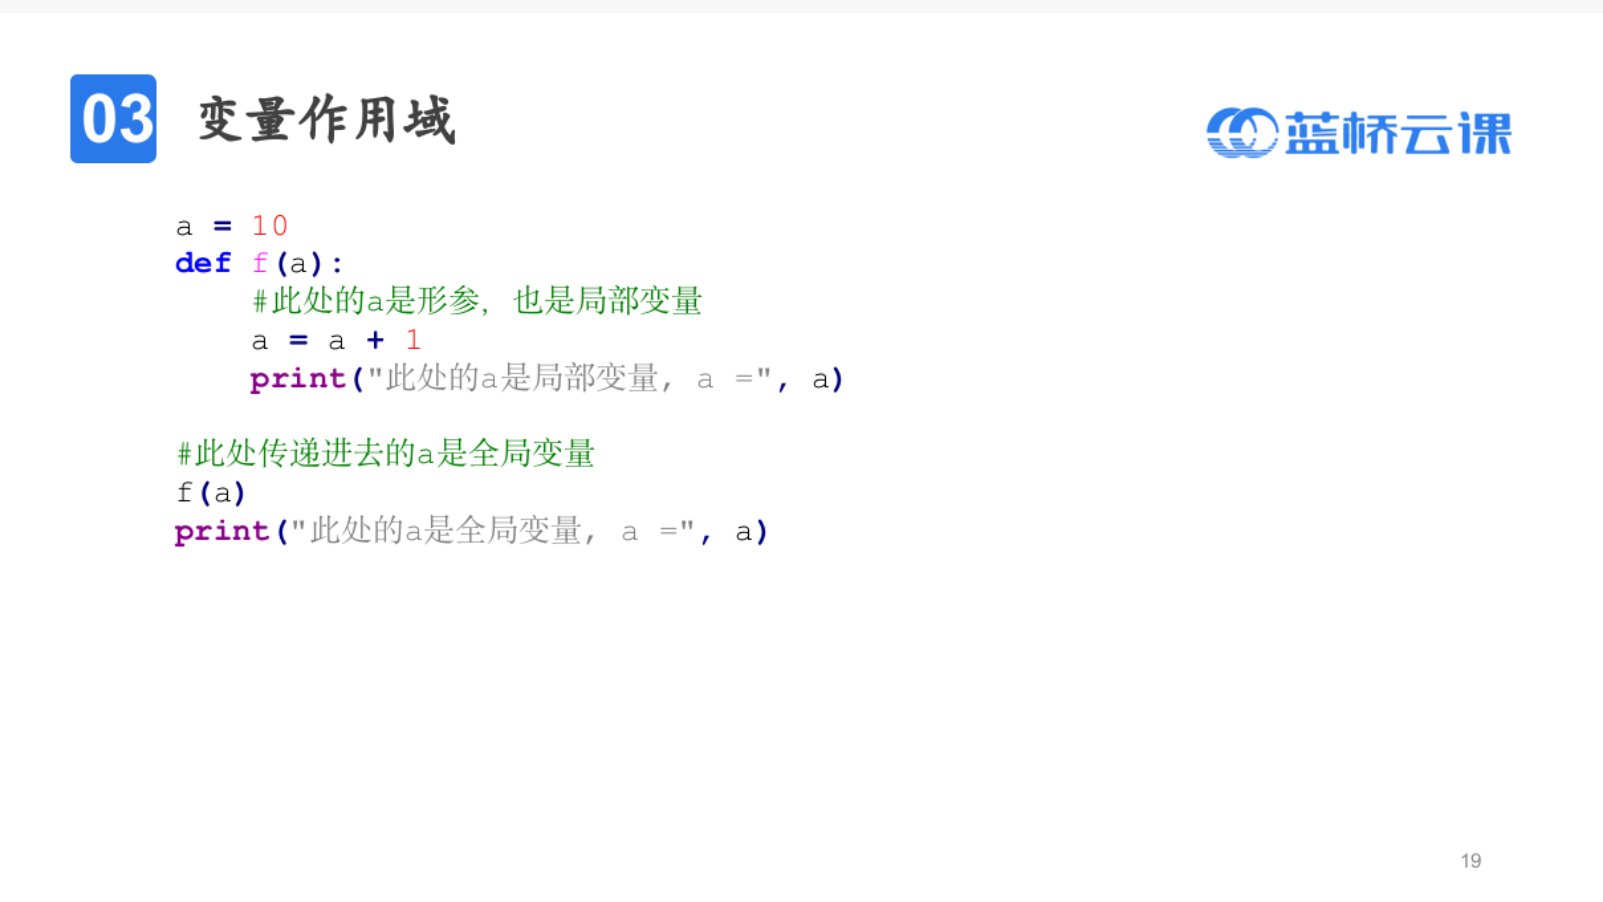 03 变量作用域
蓝桥云课
a = 10
def f(a):
    #此处的a是形参，也是局部变量
    a = a + 1
    print("此处的a是局部变量, a =", a)
#此处传递进去的a是全局变量
f(a)
print("此处的a是全局变量, a =", a)
19